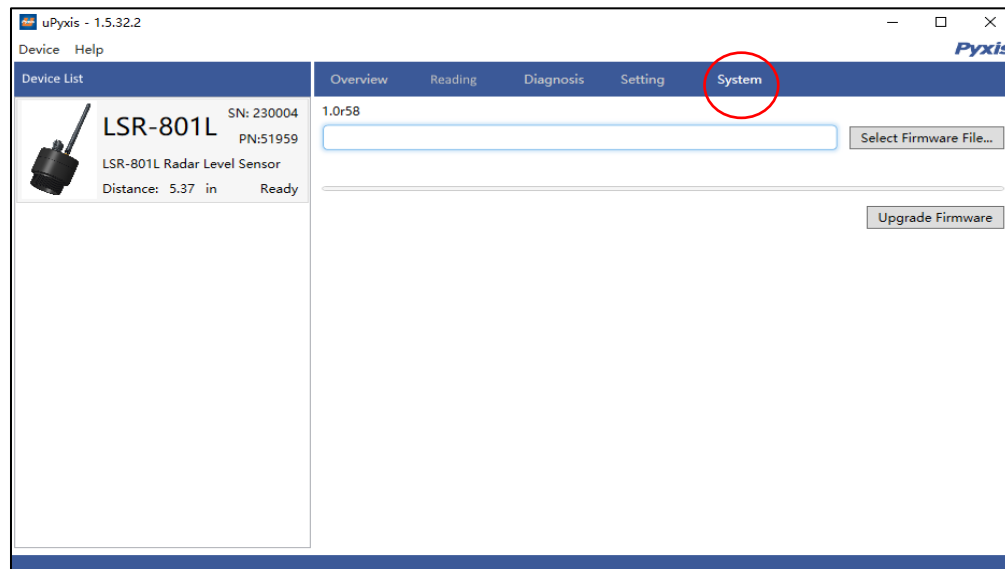 uPyxis - 1.5.32.2
Device Help
Pyxis
Device List
Overview Reading Diagnosis Setting System
LSR-801L
SN: 230004
PN:51959
LSR-801L Radar Level Sensor
Distance: 5.37 in Ready
1.0r58
Select Firmware File...
Upgrade Firmware